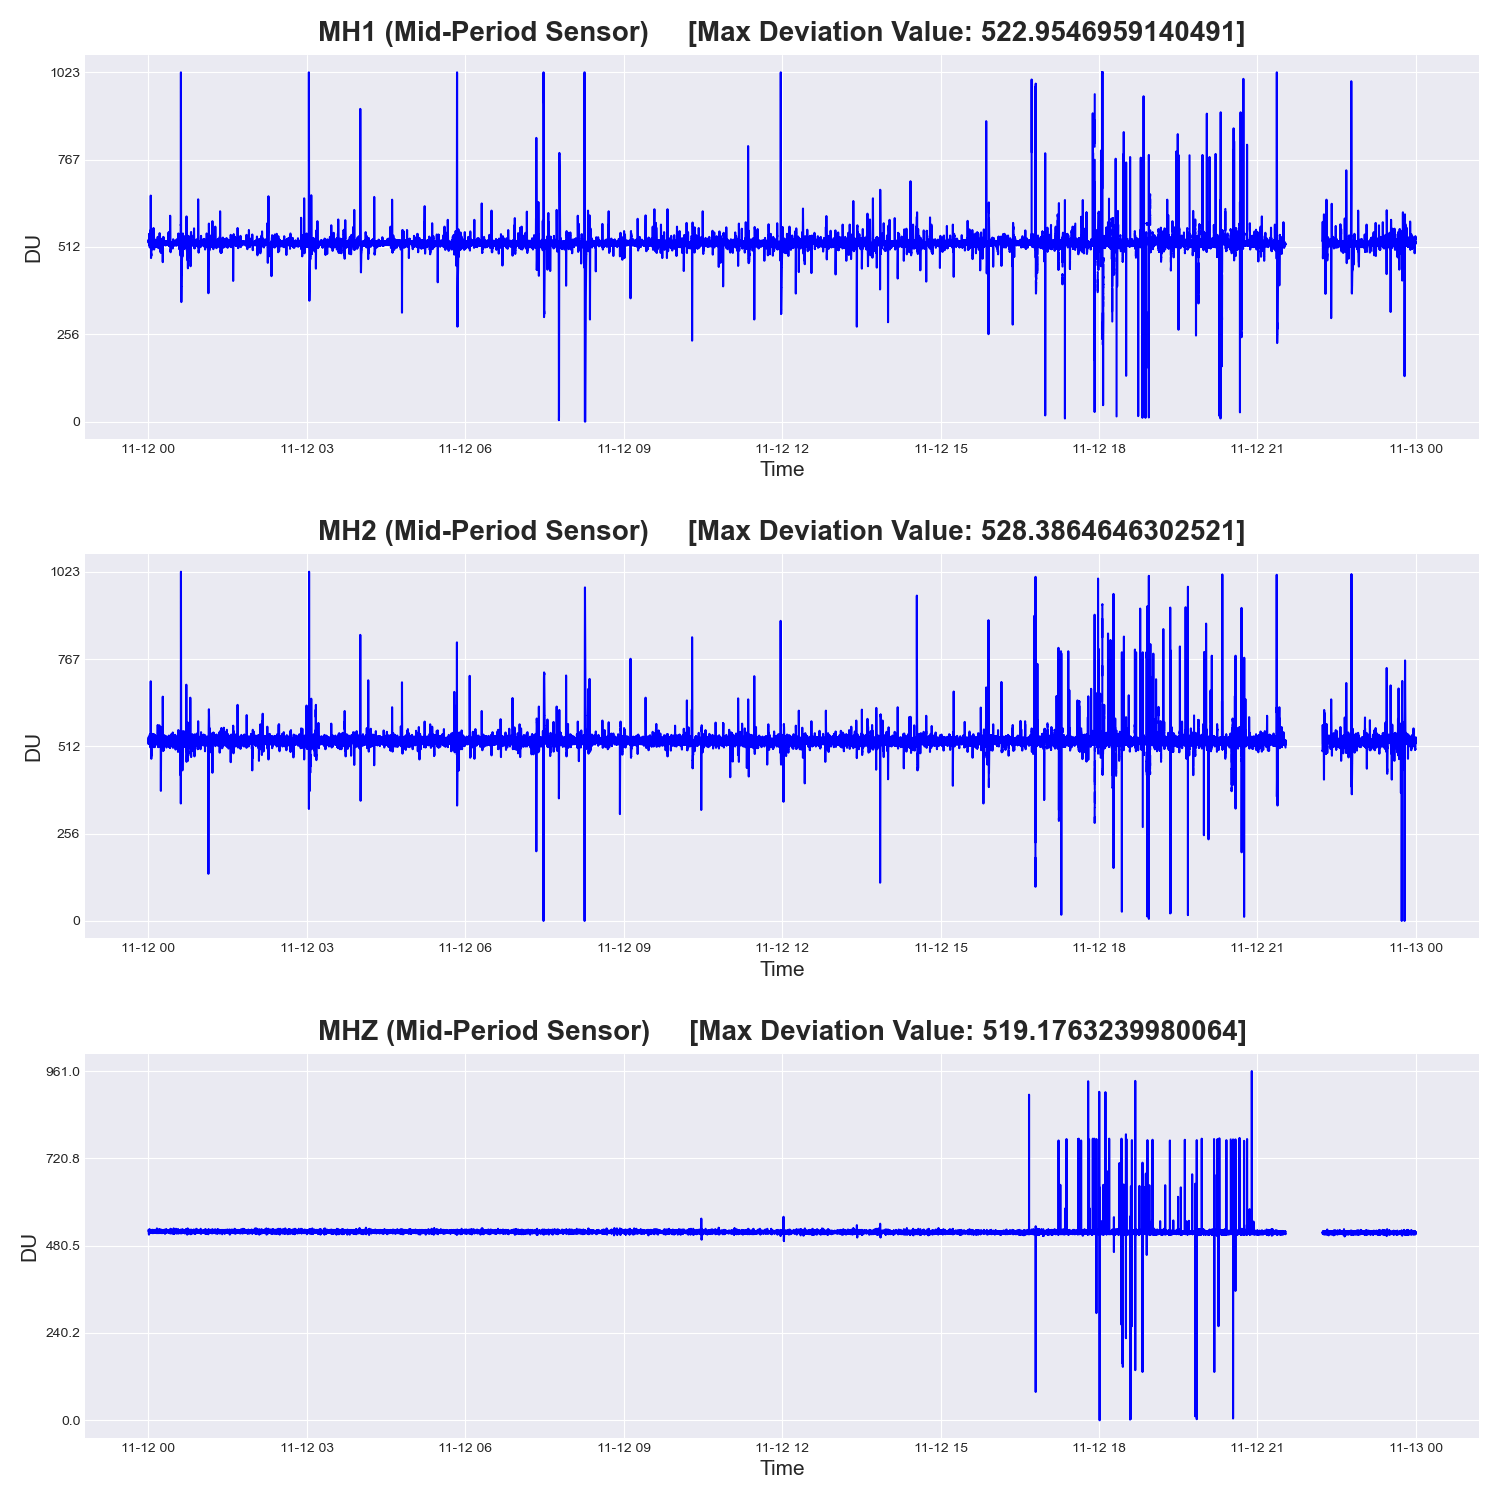 MH1 (Mid-Period Sensor) [Max Deviation Value: 522.9546959140491]
1023
767
512
256
0
DU
11-12 00 11-12 03 11-12 06 11-12 09 11-12 12 11-12 15 11-12 18 11-12 21 11-13 00
Time
MH2 (Mid-Period Sensor) [Max Deviation Value: 528.3864646302521]
1023
767
512
256
0
DU
11-12 00 11-12 03 11-12 06 11-12 09 11-12 12 11-12 15 11-12 18 11-12 21 11-13 00
Time
MHZ (Mid-Period Sensor) [Max Deviation Value: 519.1763239980064]
961.0
720.8
480.5
240.2
0.0
DU
11-12 00 11-12 03 11-12 06 11-12 09 11-12 12 11-12 15 11-12 18 11-12 21 11-13 00
Time